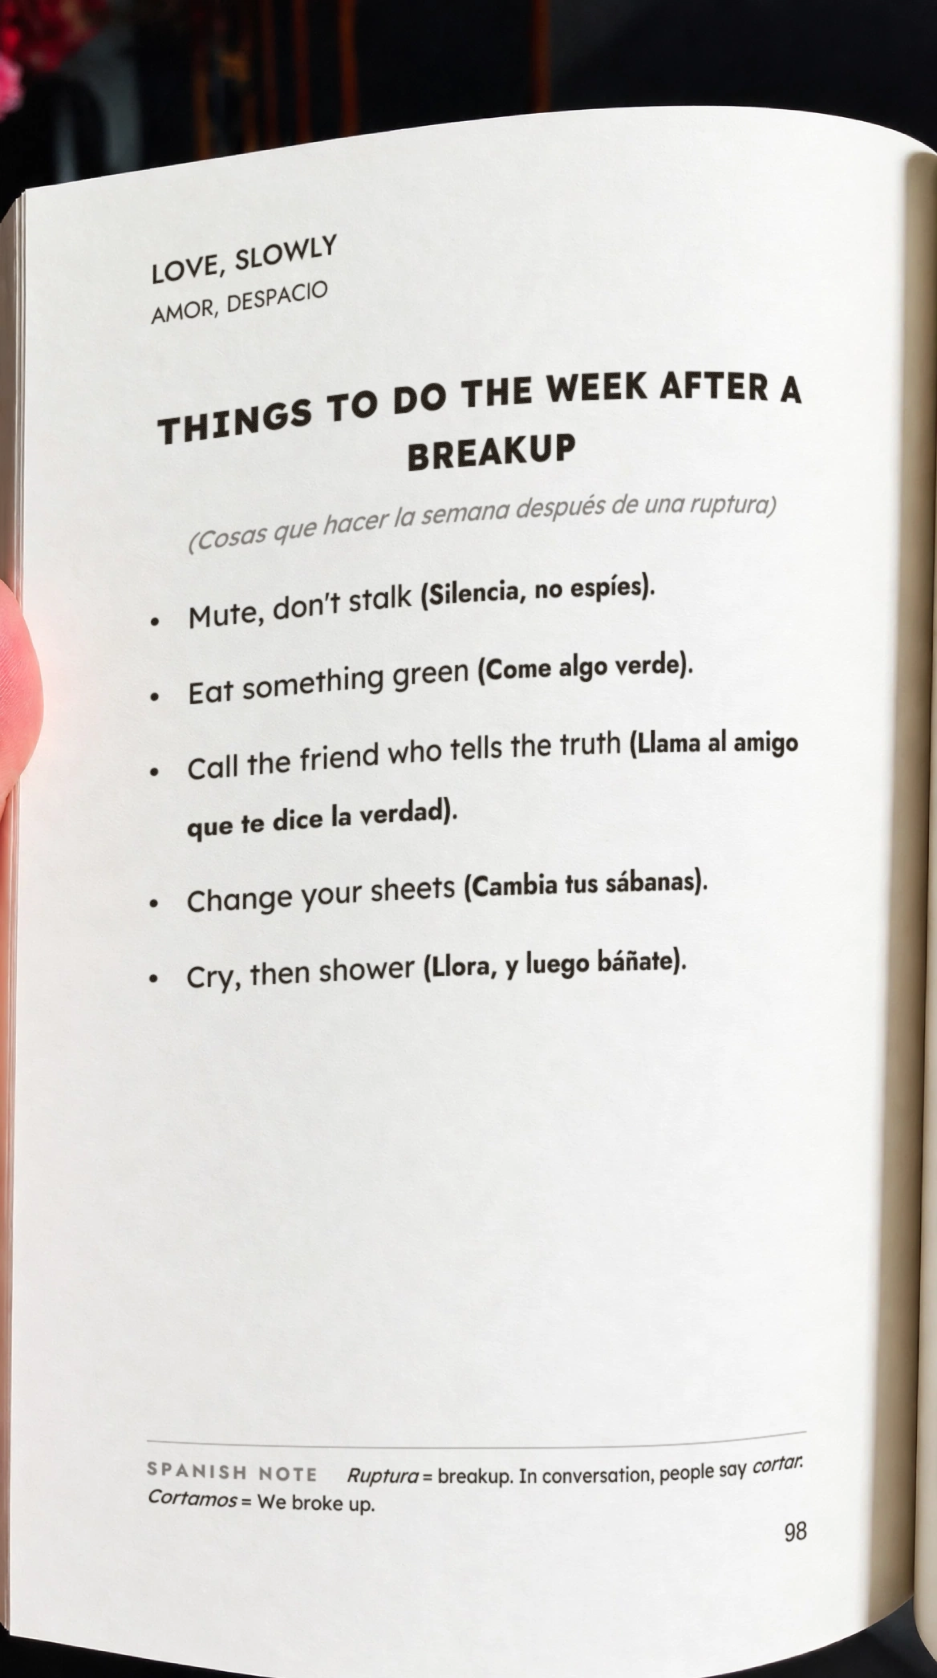 LOVE, SLOWLY
AMOR, DESPACIO
THINGS TO DO THE WEEK AFTER A
BREAKUP
(Cosas que hacer la semana después de una ruptura)
• Mute, don't stalk (Silencia, no espíes).
• Eat something green (Come algo verde).
• Call the friend who tells the truth (Llama al amigo
que te dice la verdad).
• Change your sheets (Cambia tus sábanas).
• Cry, then shower (Llora, y luego báñate).
SPANISH NOTE Ruptura = breakup. In conversation, people say cortar.
Cortamos = We broke up.
98